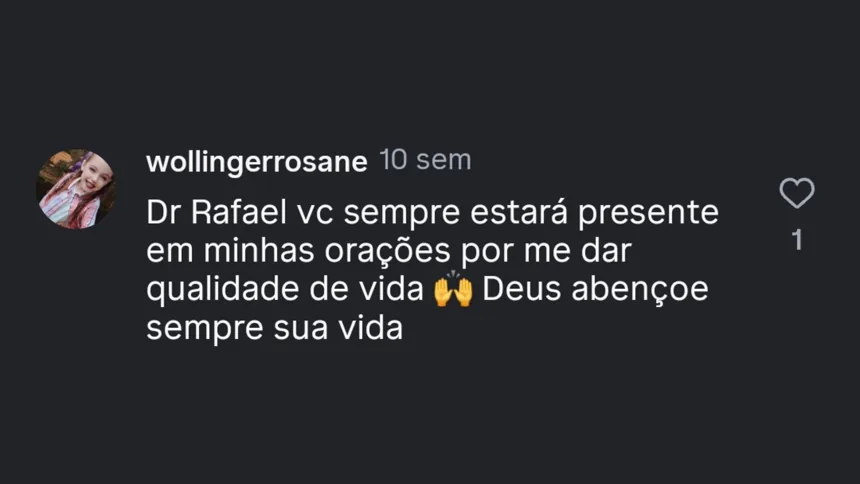 wollingerrosane 10 sem
Dr Rafael vc sempre estará presente
em minhas orações por me dar
qualidade de vida 🙌 Deus abençoe
sempre sua vida
1